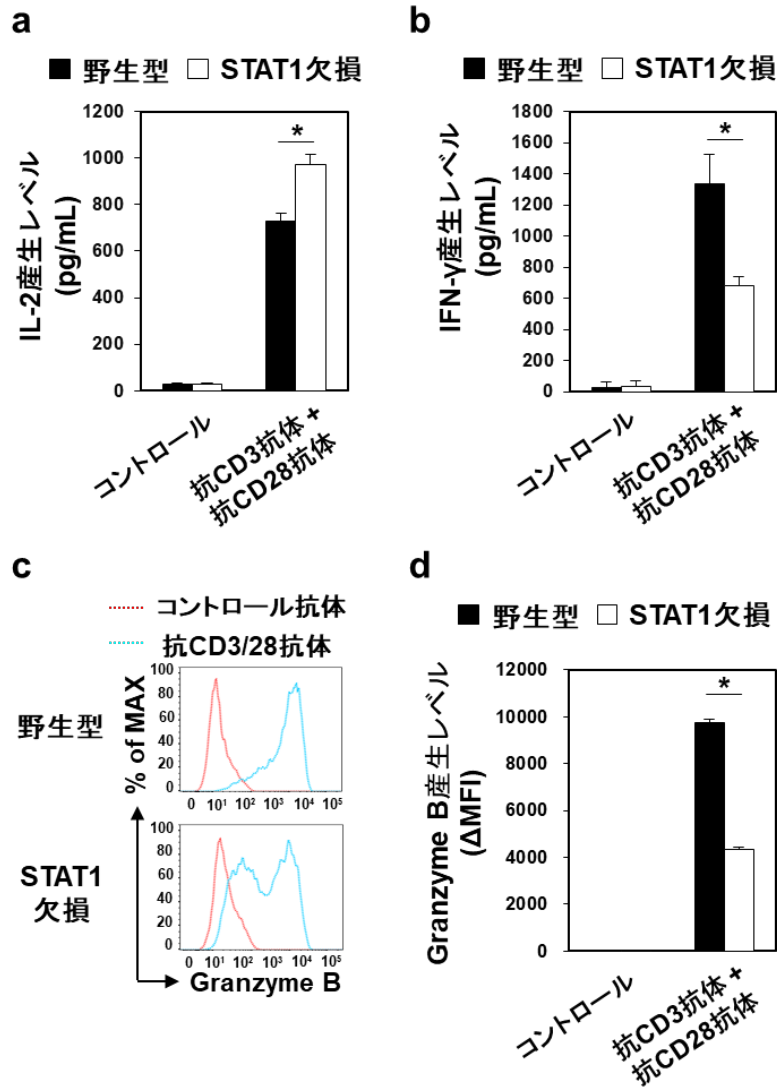 a
■ 野生型 □ STAT1欠損
IL-2産生レベル
(pg/mL)
1200
1000
800
600
400
200
0
*
コントロール
抗CD3抗体 +
抗CD28抗体
b
■ 野生型 □ STAT1欠損
IFN-γ産生レベル
(pg/mL)
1800
1600
1400
1200
1000
800
600
400
200
0
*
コントロール
抗CD3抗体 +
抗CD28抗体
c
コントロール抗体
抗CD3/28抗体
野生型
% of MAX
100
80
60
40
20
0
0 10¹ 10² 10³ 10⁴ 10⁵
STAT1
欠損
100
80
60
40
20
0
0 10¹ 10² 10³ 10⁴ 10⁵
Granzyme B
d
■ 野生型 □ STAT1欠損
Granzyme B産生レベル
(ΔMFI)
12000
10000
8000
6000
4000
2000
0
*
コントロール
抗CD3抗体 +
抗CD28抗体